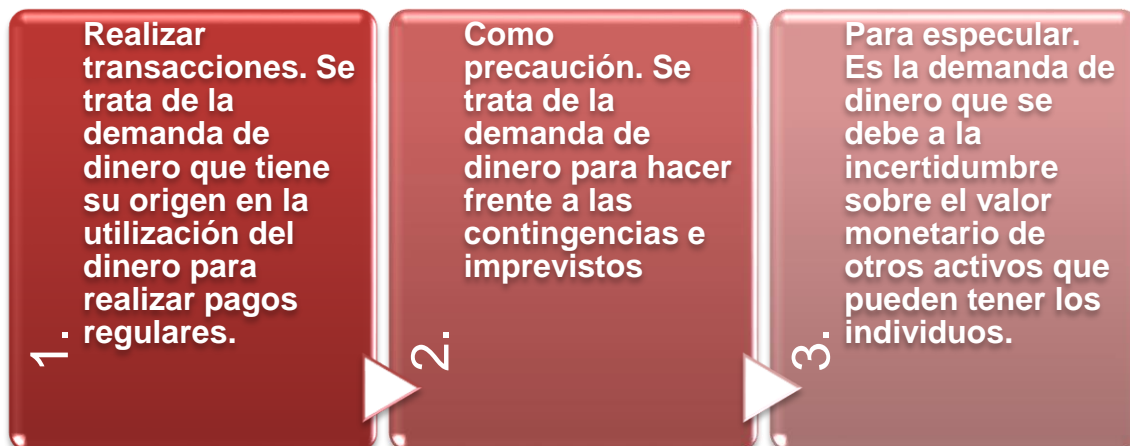 1.
Realizar
transacciones. Se
trata de la
demanda de
dinero que tiene
su origen en la
utilización del
dinero para
realizar pagos
regulares.
2.
Como
precaución. Se
trata de la
demanda de
dinero para hacer
frente a las
contingencias e
imprevistos
3.
Para especular.
Es la demanda de
dinero que se
debe a la
incertidumbre
sobre el valor
monetario de
otros activos que
pueden tener los
individuos.